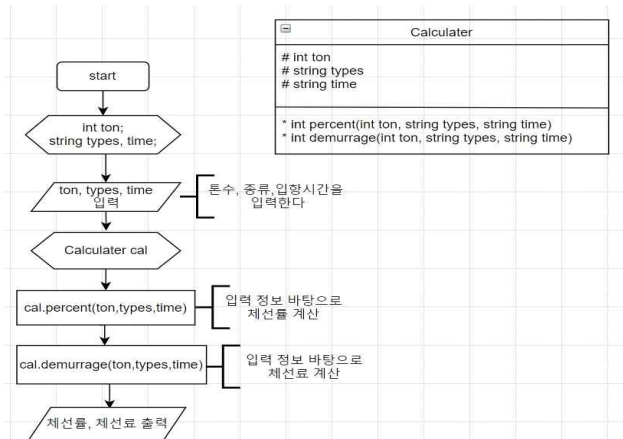 Calculater
# int ton
# string types
# string time
* int percent(int ton, string types, string time)
* int demurrage(int ton, string types, string time)
start
int ton;
string types, time;
ton, types, time
입력
톤수, 종류,입항시간을
입력한다
Calculater cal
cal.percent(ton,types,time)
입력 정보 바탕으로
체선률 계산
cal.demurrage(ton,types,time)
입력 정보 바탕으로
체선료 계산
체선률, 체선료 출력